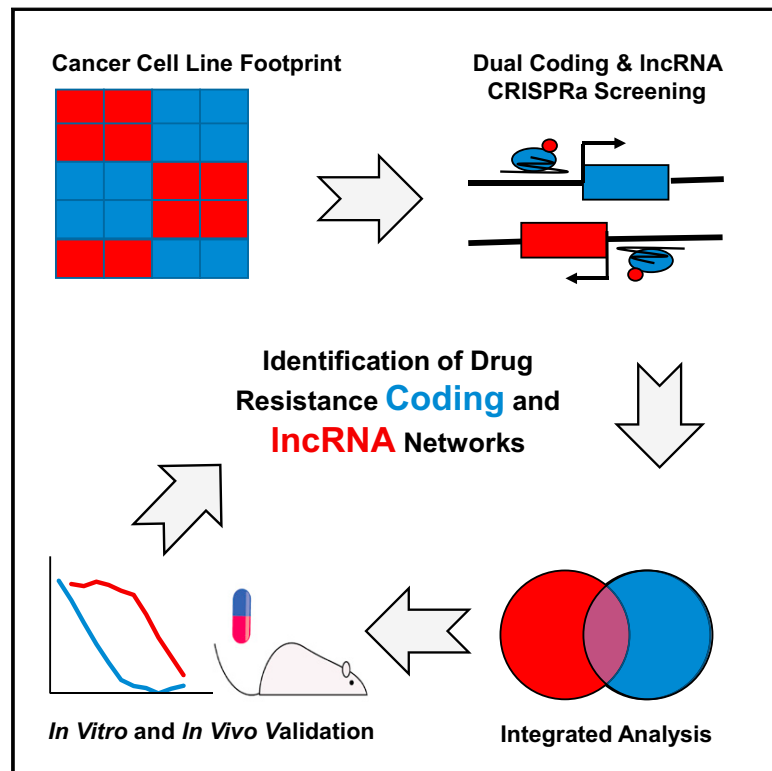 Cancer Cell Line Footprint
Dual Coding & lncRNA
CRISPRa Screening
Identification of Drug
Resistance Coding and
lncRNA Networks
In Vitro and In Vivo Validation
Integrated Analysis